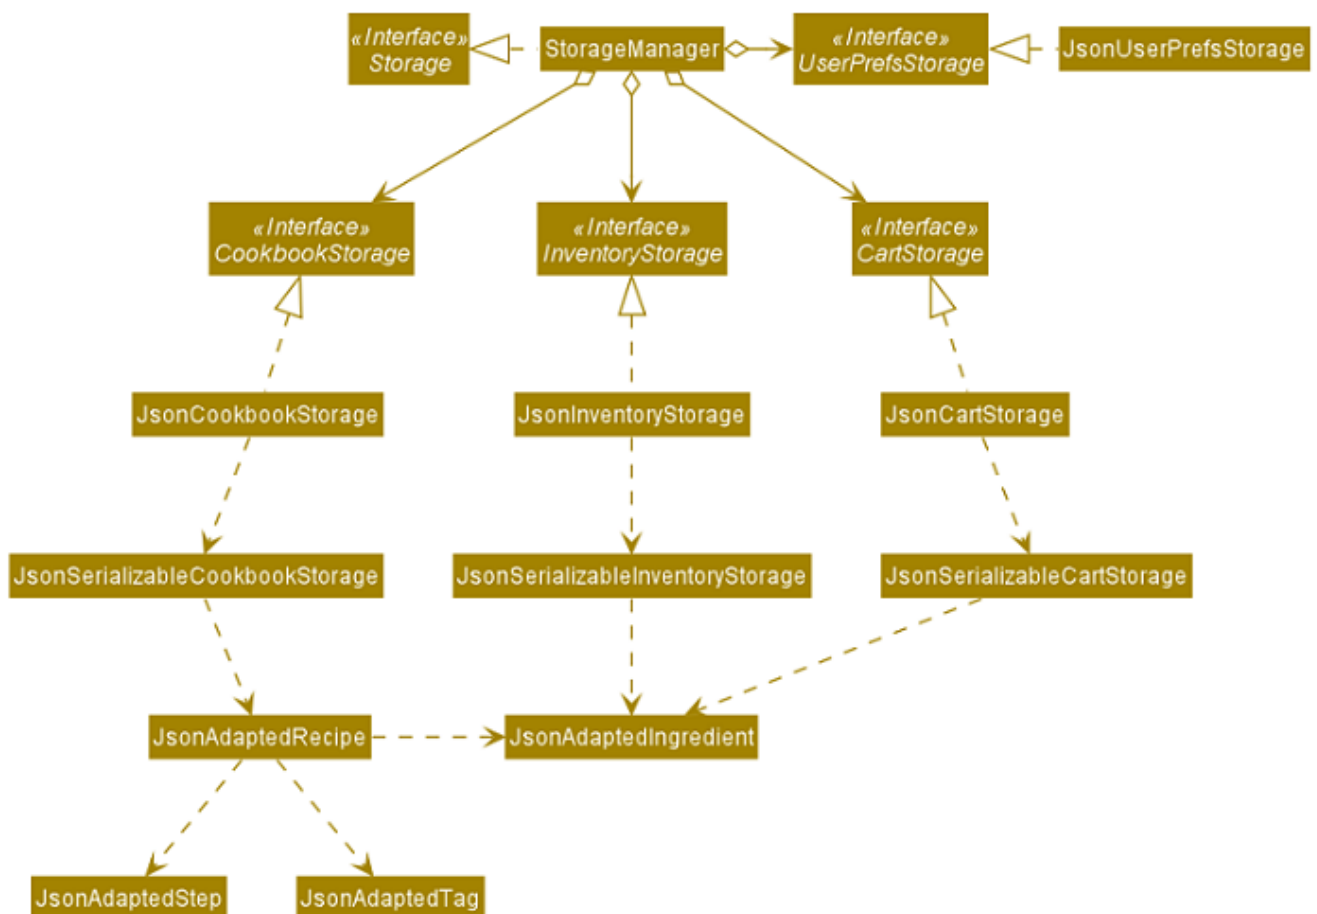 «Interface»
Storage
StorageManager
«Interface»
UserPrefsStorage
JsonUserPrefsStorage
«Interface»
CookbookStorage
«Interface»
InventoryStorage
«Interface»
CartStorage
JsonCookbookStorage
JsonInventoryStorage
JsonCartStorage
JsonSerializableCookbookStorage
JsonSerializableInventoryStorage
JsonSerializableCartStorage
JsonAdaptedRecipe
JsonAdaptedIngredient
JsonAdaptedStep
JsonAdaptedTag